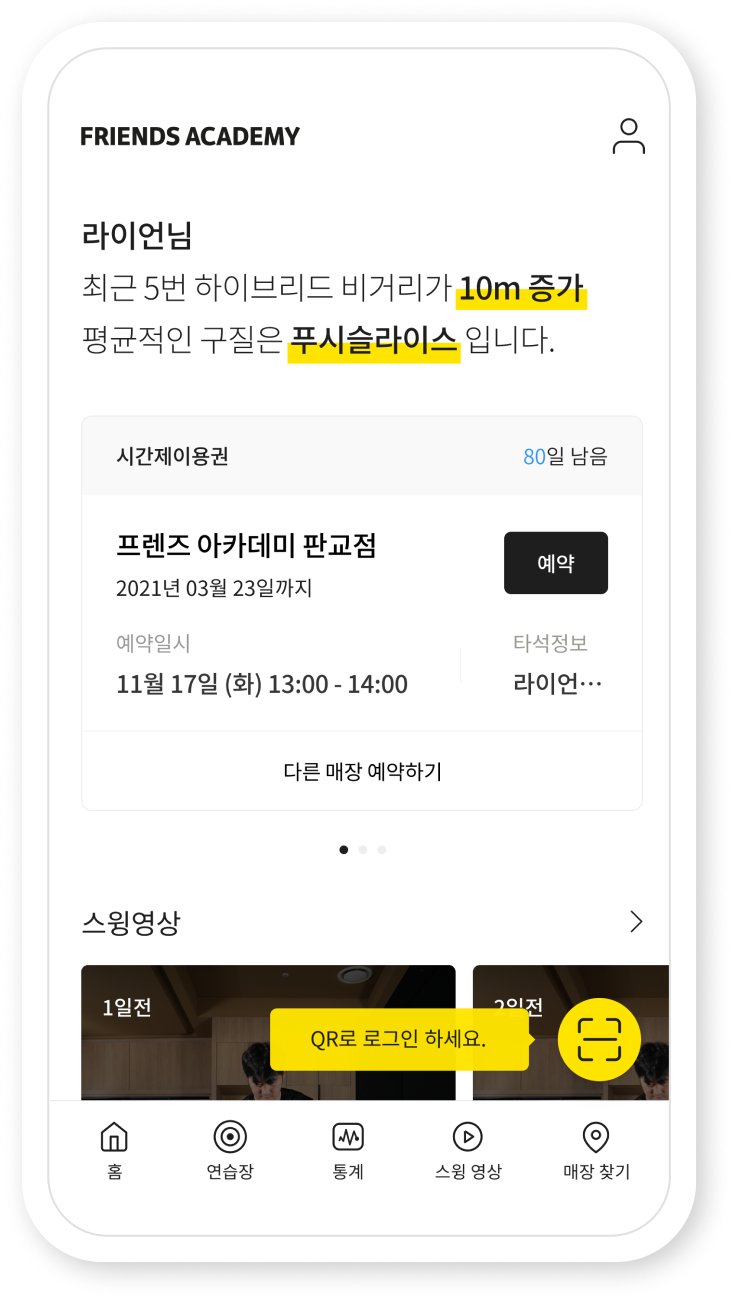 FRIENDS ACADEMY
라이언님
최근 5번 하이브리드 비거리가 10m 증가
평균적인 구질은 푸시슬라이스 입니다.
시간제이용권
80일 남음
프렌즈 아카데미 판교점
2021년 03월 23일까지
예약
예약일시
타석정보
11월 17일 (화) 13:00 - 14:00
라이언···
다른 매장 예약하기
스윙영상
1일전
2일전
QR로 로그인 하세요.
홈
연습장
통계
스윙 영상
매장 찾기